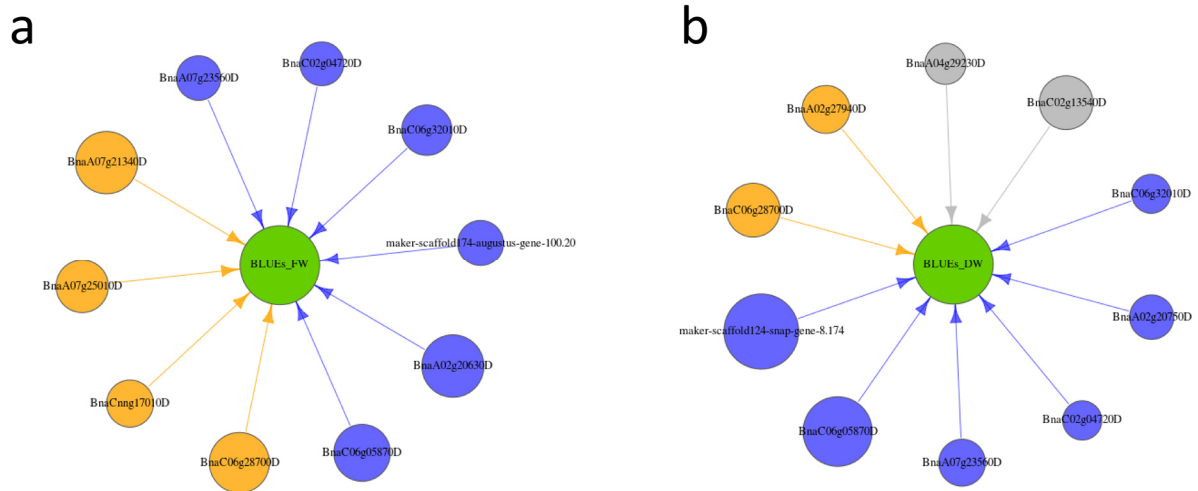 a
BnaA07g23560D
BnaC02g04720D
BnaC06g32010D
BnaA07g21340D
maker-scaffold174-augustus-gene-100.20
BLUEs_FW
BnaA07g25010D
BnaA02g20630D
BnaCnng17010D
BnaC06g28700D
BnaC06g05870D
b
BnaA04g29230D
BnaA02g27940D
BnaC02g13540D
BnaC06g32010D
BnaC06g28700D
BLUEs_DW
BnaA02g20750D
maker-scaffold124-snap-gene-8.174
BnaC02g04720D
BnaC06g05870D
BnaA07g23560D